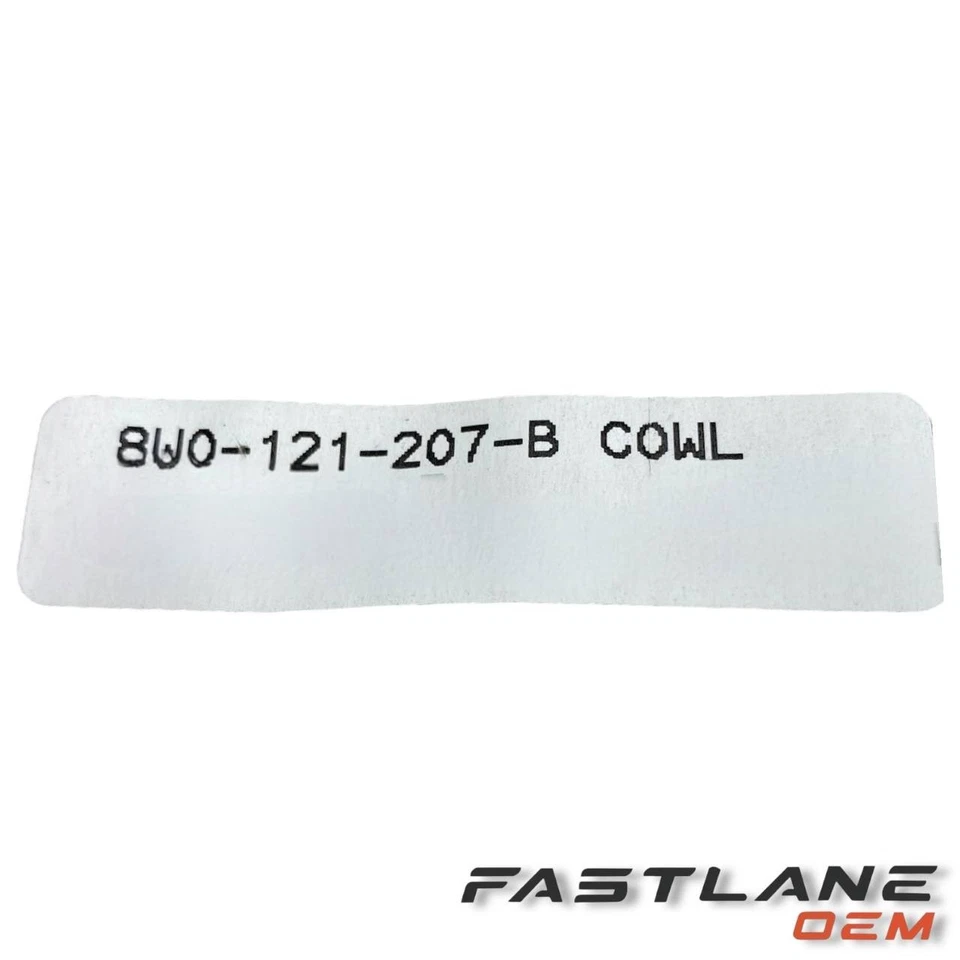 8W0-121-207-B COWL
FASTLANE
OEM